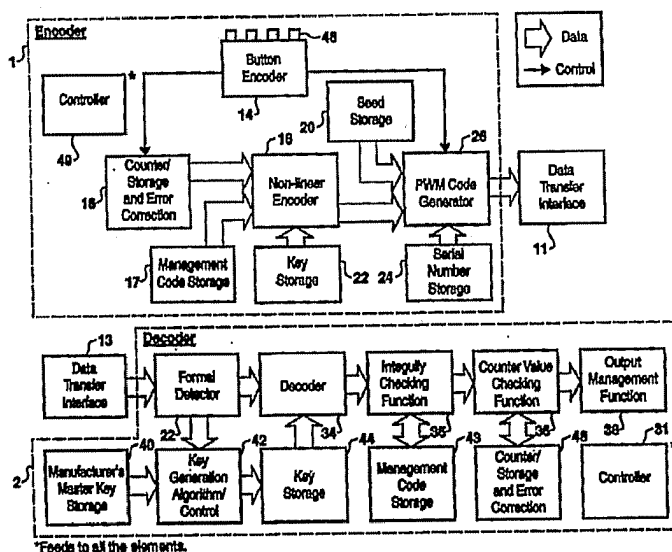 Encoder
48
Data
Control
1
Button
Encoder
14
*
Controller
49
20
Seed
Storage
26
18
16
Counter/
Storage
and Error
Correction
Non-linear
Encoder
PWM Code
Generator
Data
Transfer
Interface
11
17
Management
Code Storage
Key
Storage
22
24
Serial
Number
Storage
13
Decoder
Data
Transfer
Interface
Formal
Detector
Decoder
Integully
Checking
Function
Counter Value
Checking
Function
Output
Management
Function
22
34
35
36
38
31
2
40
42
44
43
48
Manufacturer's
Master Key
Storage
Key
Generation
Algorithm/
Control
Key
Storage
Management
Code
Storage
Counter/
Storage
and Error
Correction
Controller
*Feeds to all the elements.